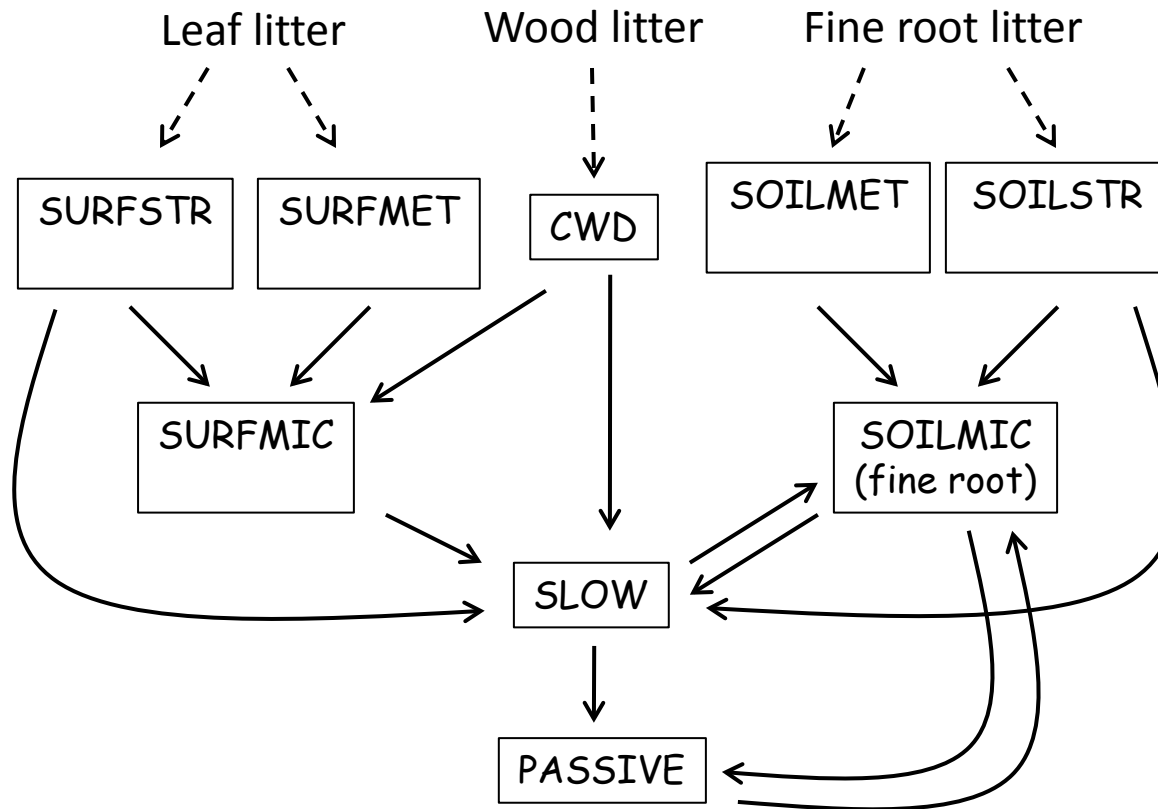 Leaf litter
Wood litter
Fine root litter
SURFSTR
SURFMET
CWD
SOILMET
SOILSTR
SURFMIC
SOILMIC
(fine root)
SLOW
PASSIVE